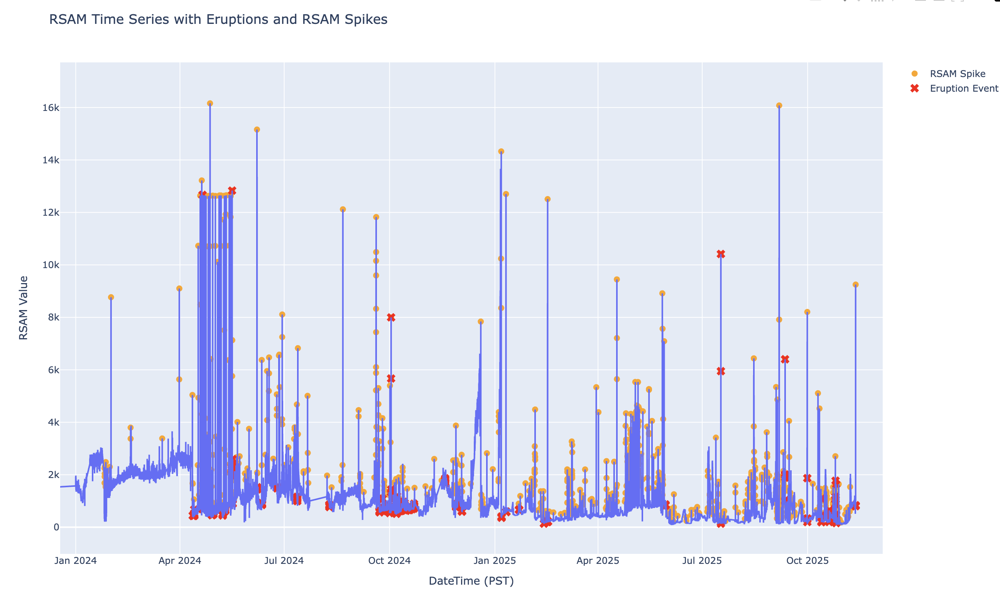 RSAM Time Series with Eruptions and RSAM Spikes
RSAM Spike
Eruption Event
16k
14k
12k
10k
8k
6k
4k
2k
0
RSAM Value
Jan 2024
Apr 2024
Jul 2024
Oct 2024
Jan 2025
Apr 2025
Jul 2025
Oct 2025
DateTime (PST)